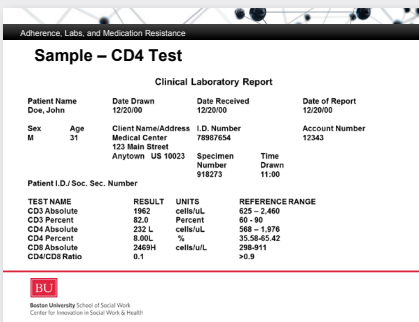 Adherence, Labs, and Medication Resistance
Sample – CD4 Test
Clinical Laboratory Report
Patient Name Date Drawn Date Received Date of Report
Doe, John 12/20/00 12/20/00 12/20/00
Sex Age Client Name/Address I.D. Number Account Number
M 31 Medical Center 78987654 12343
123 Main Street
Anytown US 10023 Specimen Time
Number Drawn
918273 11:00
Patient I.D./ Soc. Sec. Number
TEST NAME RESULT UNITS REFERENCE RANGE
CD3 Absolute 1962 cells/uL 625 – 2,460
CD3 Percent 82.0 Percent 60 - 90
CD4 Absolute 232 L cells/uL 568 – 1,976
CD4 Percent 8.00L % 35.58-65.42
CD8 Absolute 2469H cells/u/L 298-911
CD4/CD8 Ratio 0.1 >0.9
BU
Boston University School of Social Work
Center for Innovation in Social Work & Health